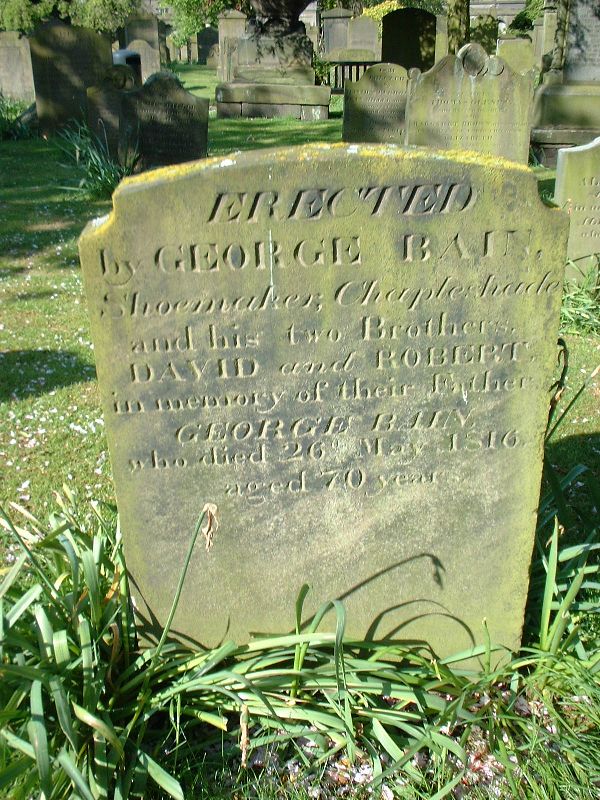 ERECTED
by GEORGE BAIN,
Shoemaker, Chapleshade
and his two Brothers,
DAVID and ROBERT,
in memory of their Father,
GEORGE BAIN,
who died 26th May 1816.
aged 70 years.